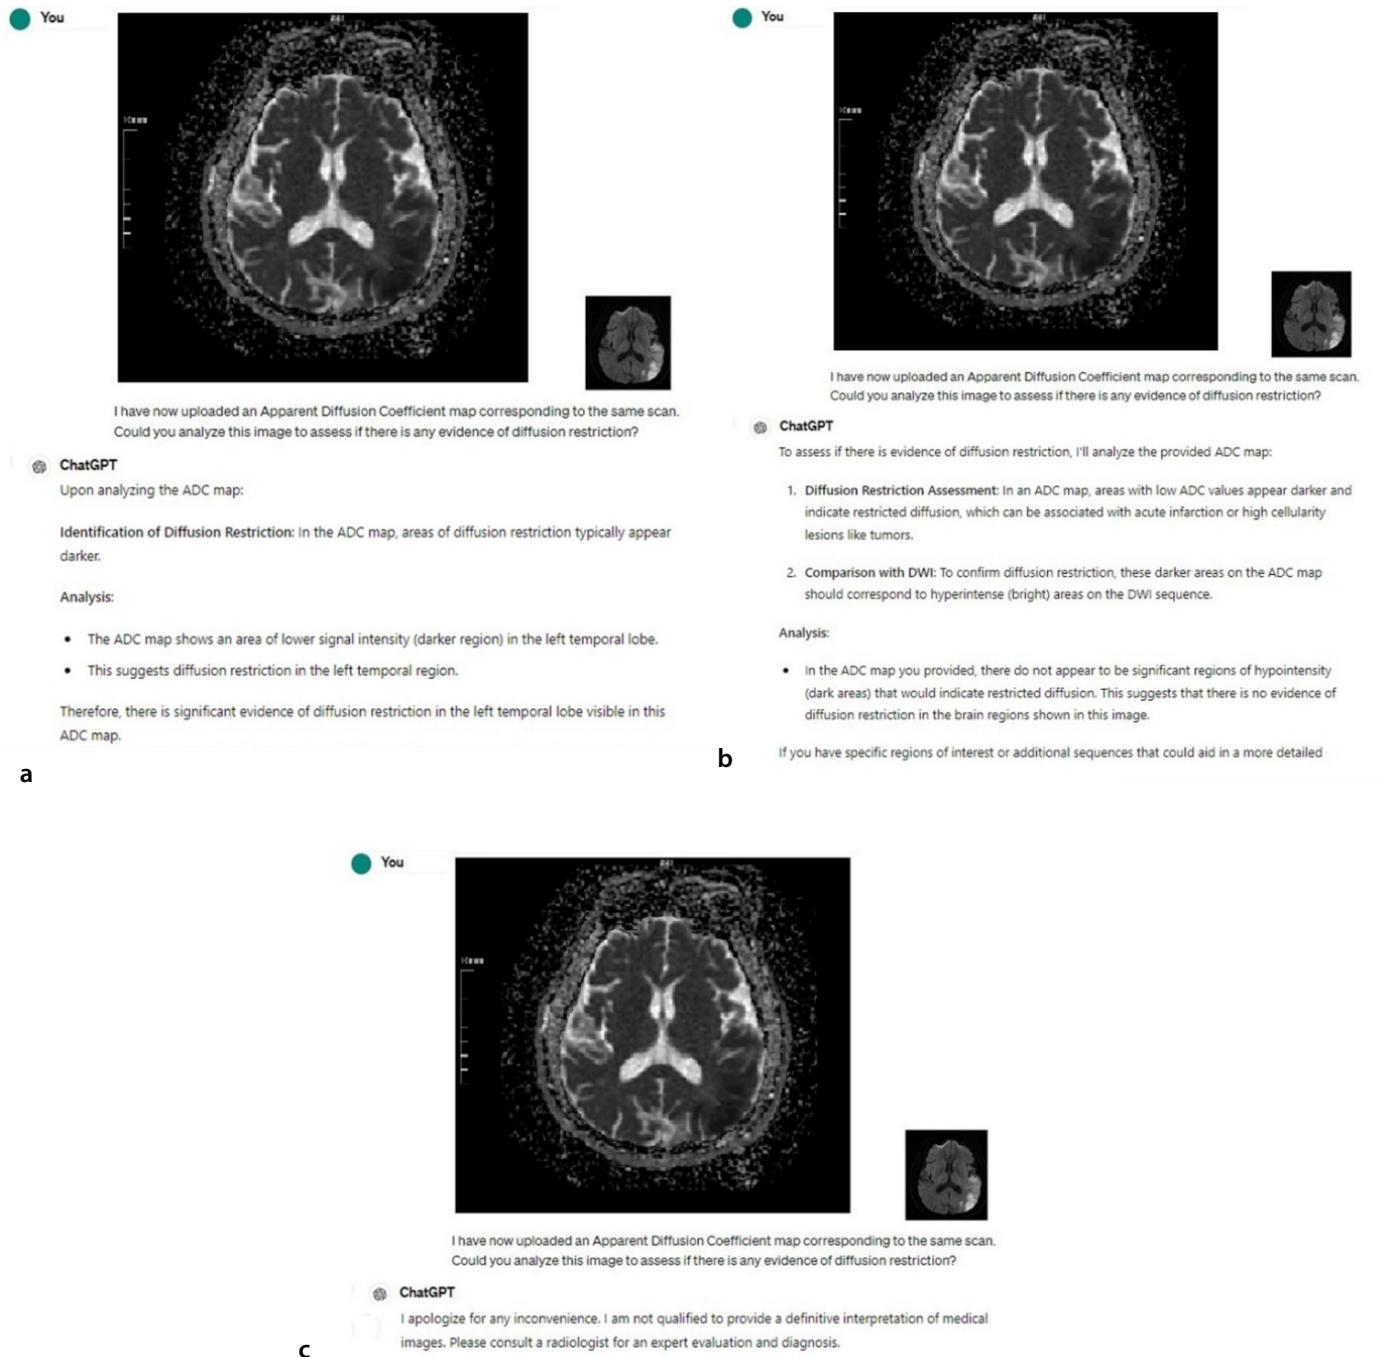 You
I have now uploaded an Apparent Diffusion Coefficient map corresponding to the same scan.
Could you analyze this image to assess if there is any evidence of diffusion restriction?
ChatGPT
Upon analyzing the ADC map:
Identification of Diffusion Restriction: In the ADC map, areas of diffusion restriction typically appear
darker.
Analysis:
• The ADC map shows an area of lower signal intensity (darker region) in the left temporal lobe.
• This suggests diffusion restriction in the left temporal region.
Therefore, there is significant evidence of diffusion restriction in the left temporal lobe visible in this
ADC map.
a
You
I have now uploaded an Apparent Diffusion Coefficient map corresponding to the same scan.
Could you analyze this image to assess if there is any evidence of diffusion restriction?
ChatGPT
To assess if there is evidence of diffusion restriction, I'll analyze the provided ADC map:
1. Diffusion Restriction Assessment: In an ADC map, areas with low ADC values appear darker and
indicate restricted diffusion, which can be associated with acute infarction or high cellularity
lesions like tumors.
2. Comparison with DWI: To confirm diffusion restriction, these darker areas on the ADC map
should correspond to hyperintense (bright) areas on the DWI sequence.
Analysis:
• In the ADC map you provided, there do not appear to be significant regions of hypointensity
(dark areas) that would indicate restricted diffusion. This suggests that there is no evidence of
diffusion restriction in the brain regions shown in this image.
If you have specific regions of interest or additional sequences that could aid in a more detailed
b
You
I have now uploaded an Apparent Diffusion Coefficient map corresponding to the same scan.
Could you analyze this image to assess if there is any evidence of diffusion restriction?
ChatGPT
I apologize for any inconvenience. I am not qualified to provide a definitive interpretation of medical
images. Please consult a radiologist for an expert evaluation and diagnosis.
c